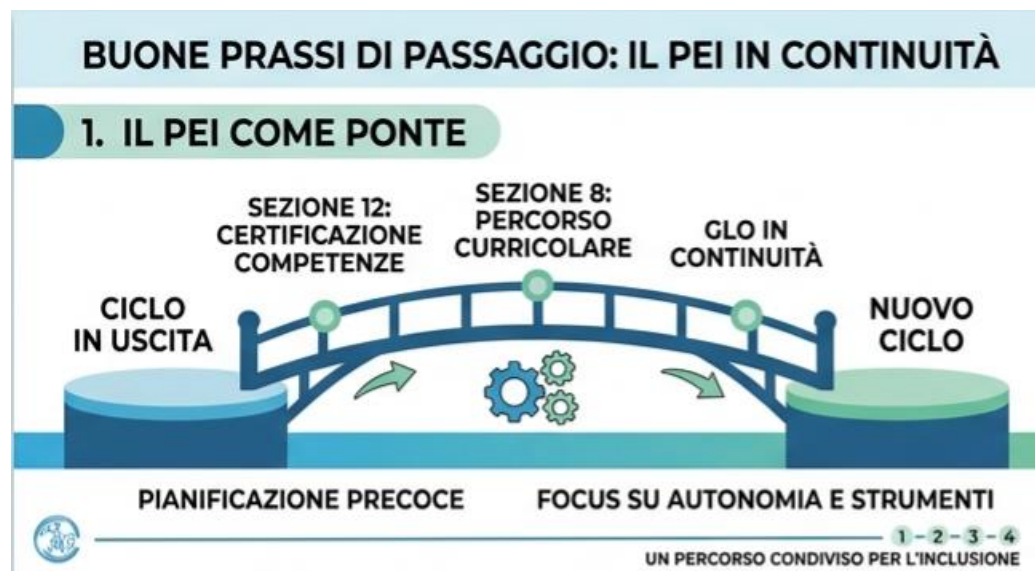 BUONE PRASSI DI PASSAGGIO: IL PEI IN CONTINUITÀ
1. IL PEI COME PONTE
SEZIONE 12:
CERTIFICAZIONE
COMPETENZE
SEZIONE 8:
PERCORSO
CURRICOLARE
GLO IN
CONTINUITÀ
CICLO
IN USCITA
NUOVO
CICLO
PIANIFICAZIONE PRECOCE
FOCUS SU AUTONOMIA E STRUMENTI
1-2-3-4
UN PERCORSO CONDIVISO PER L'INCLUSIONE